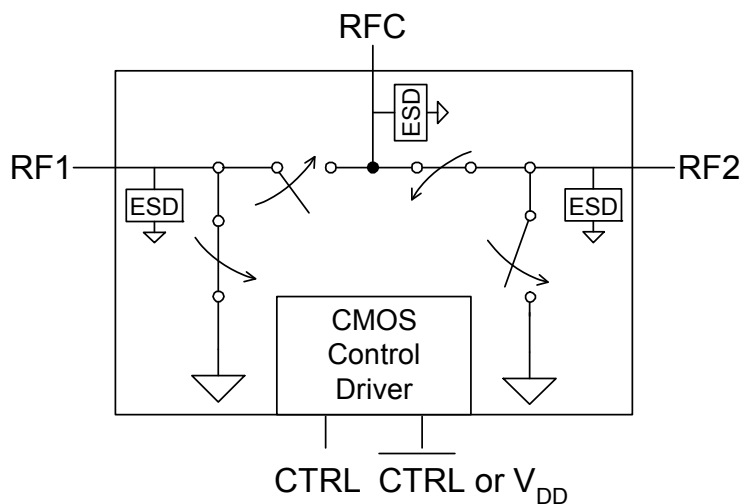 RFC
ESD
RF1
RF2
ESD
ESD
CMOS
Control
Driver
CTRL
CTRL or VDD